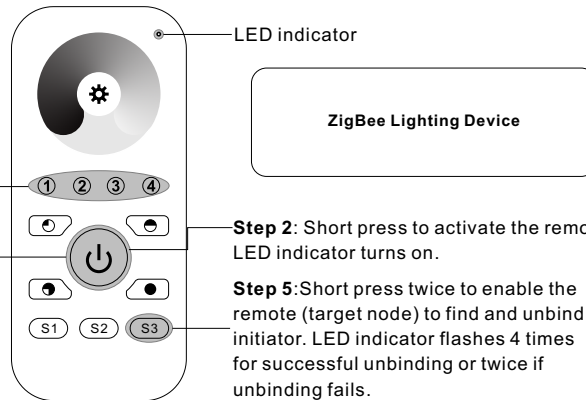 LED indicator
ZigBee Lighting Device
1 2 3 4
Step 2: Short press to activate the
LED indicator turns on.
Step 5:Short press twice to enable the
remote (target node) to find and unbind
initiator. LED indicator flashes 4 times
for successful unbinding or twice if
unbinding fails.
S1 S2 S3